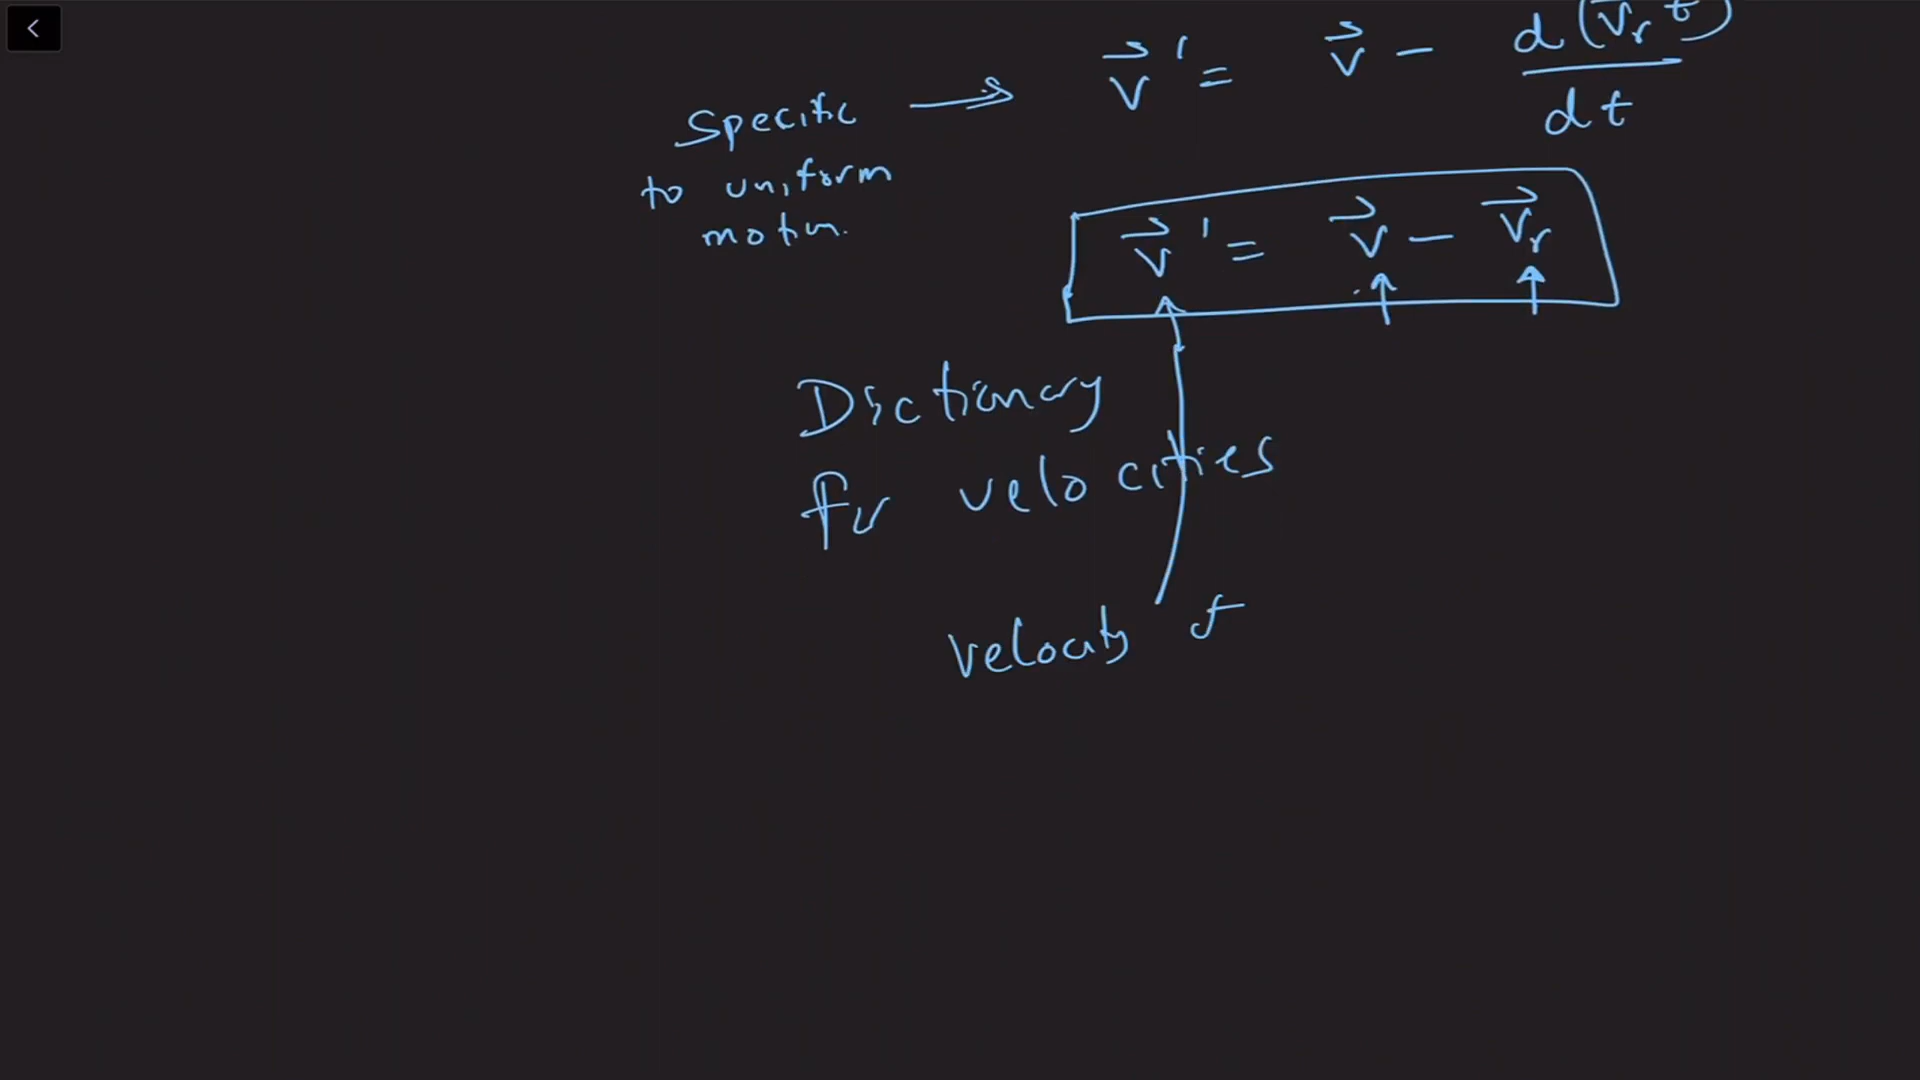 v⃗ ' = v⃗ - d(v⃗r t) / dt
Specific
to uniform
motion.
v⃗ ' = v⃗ - v⃗r
Dictionary
for velocities
velocity of